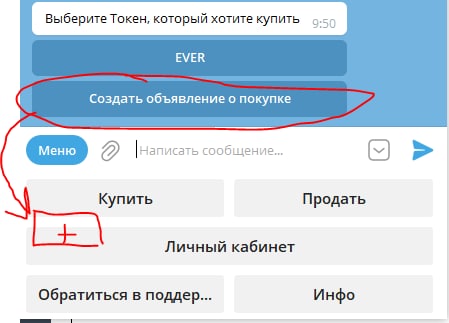 Выберите Токен, который хотите купить 9:50
EVER
Создать объявление о покупке
Меню Написать сообщение...
Купить Продать
+
Личный кабинет
Обратиться в поддер... Инфо